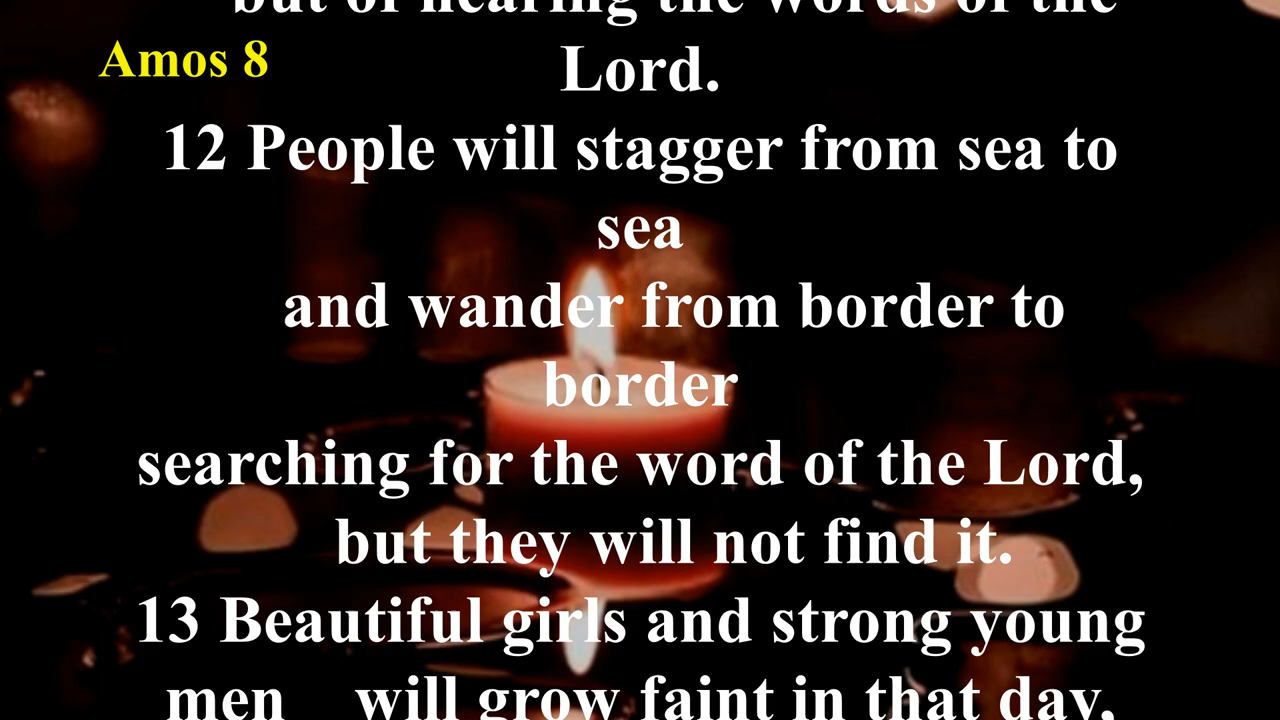 but of hearing the words of the
Amos 8
Lord.
12 People will stagger from sea to
sea
and wander from border to
border
searching for the word of the Lord,
but they will not find it.
13 Beautiful girls and strong young
men will grow faint in that day,